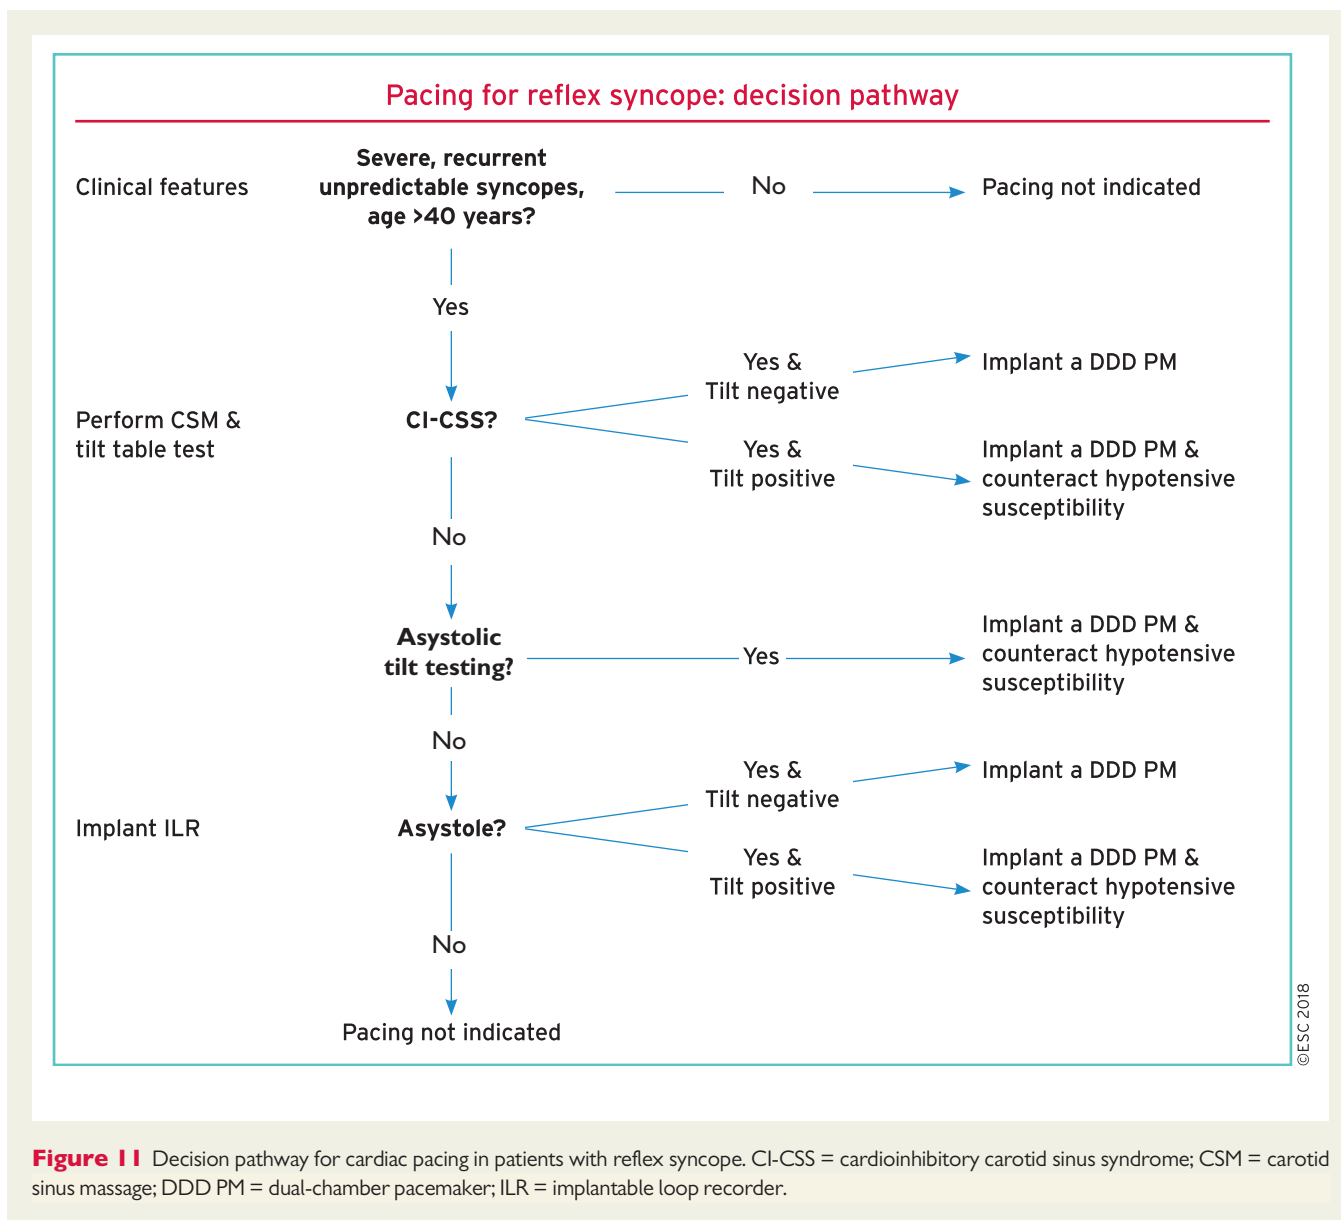 Pacing for reflex syncope: decision pathway
Clinical features
Severe, recurrent
unpredictable syncopes,
age >40 years?
No
Pacing not indicated
Yes
Perform CSM &
tilt table test
CI-CSS?
Yes &
Tilt negative
Implant a DDD PM
Yes &
Tilt positive
Implant a DDD PM &
counteract hypotensive
susceptibility
No
Asystolic
tilt testing?
Yes
Implant a DDD PM &
counteract hypotensive
susceptibility
No
Implant ILR
Asystole?
Yes &
Tilt negative
Implant a DDD PM
Yes &
Tilt positive
Implant a DDD PM &
counteract hypotensive
susceptibility
No
Pacing not indicated
©ESC 2018
Figure 11 Decision pathway for cardiac pacing in patients with reflex syncope. CI-CSS = cardioinhibitory carotid sinus syndrome; CSM = carotid
sinus massage; DDD PM = dual-chamber pacemaker; ILR = implantable loop recorder.